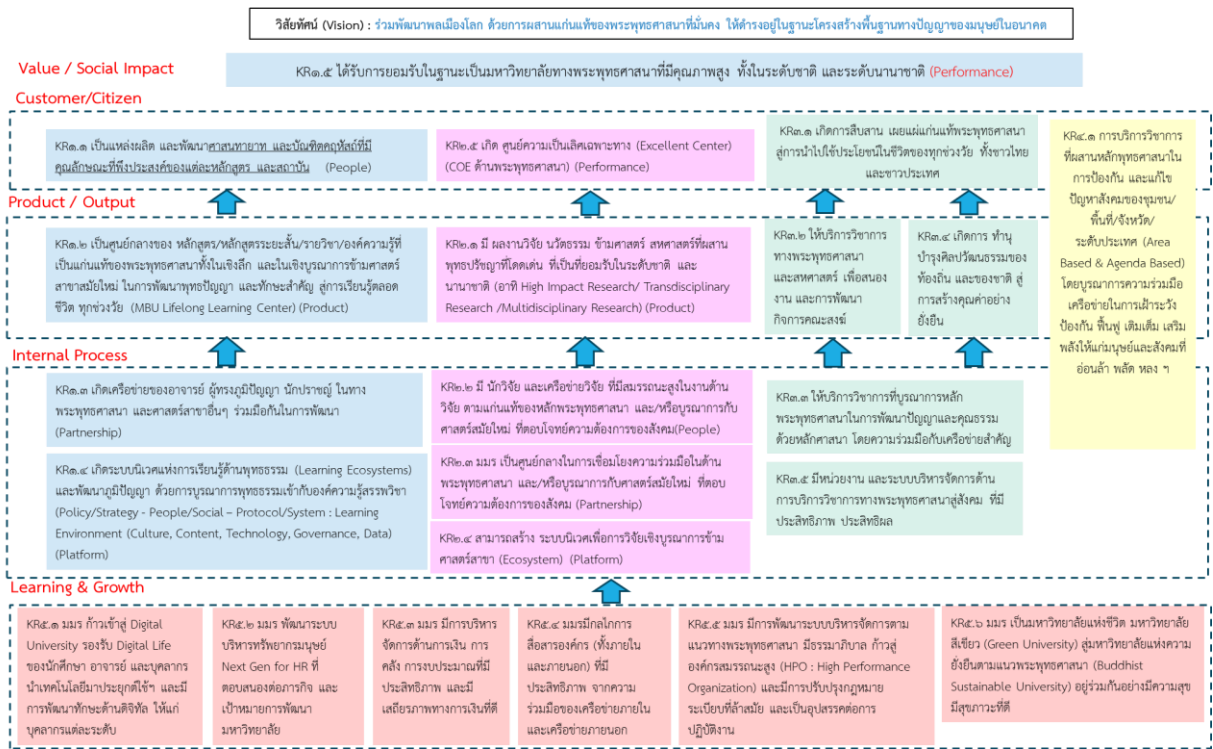 วิสัยทัศน์ (Vision) : ร่วมพัฒนาพลเมืองโลก ด้วยการผสานแก่นแท้ของพระพุทธศาสนาที่มั่นคง ให้ดำรงอยู่ในฐานะโครงสร้างพื้นฐานทางปัญญาของมนุษย์ในอนาคต
Value / Social Impact
KR๑.๕ ได้รับการยอมรับในฐานะเป็นมหาวิทยาลัยทางพระพุทธศาสนาที่มีคุณภาพสูง ทั้งในระดับชาติ และระดับนานาชาติ (Performance)
Customer/Citizen
KR๑.๑ เป็นแหล่งผลิต และพัฒนาศาสนทายาท และบัณฑิตคฤหัสถ์ที่มี
คุณลักษณะที่พึงประสงค์ของแต่ละหลักสูตร และสถาบัน (People)
KR๒.๕ เกิด ศูนย์ความเป็นเลิศเฉพาะทาง (Excellent Center)
(COE ด้านพระพุทธศาสนา) (Performance)
KR๓.๑ เกิดการสืบสาน เผยแผ่แก่นแท้พระพุทธศาสนา
สู่การนำไปใช้ประโยชน์ในชีวิตของทุกช่วงวัย ทั้งชาวไทย
และชาวประเทศ
KR๔.๑ การบริการวิชาการ
ที่ผสานหลักพุทธศาสนาใน
การป้องกัน และแก้ไข
ปัญหาสังคมของชุมชน/
พื้นที่/จังหวัด/
ระดับประเทศ (Area
Based & Agenda Based)
โดยบูรณาการความร่วมมือ
เครือข่ายในการเฝ้าระวัง
ป้องกัน ฟื้นฟู เติมเต็ม เสริม
พลังให้แก่มนุษย์และสังคมที่
อ่อนล้า พลัด หลง ฯ
Product / Output
KR๑.๒ เป็นศูนย์กลางของ หลักสูตร/หลักสูตรระยะสั้น/รายวิชา/องค์ความรู้ที่
เป็นแก่นแท้ของพระพุทธศาสนาทั้งในเชิงลึก และในเชิงบูรณาการข้ามศาสตร์
สาขาสมัยใหม่ ในการพัฒนาพุทธปัญญา และทักษะสำคัญ สู่การเรียนรู้ตลอด
ชีวิต ทุกช่วงวัย (MBU Lifelong Learning Center) (Product)
KR๒.๑ มี ผลงานวิจัย นวัตกรรม ข้ามศาสตร์ สหศาสตร์ที่ผสาน
พุทธปรัชญาที่โดดเด่น ที่เป็นที่ยอมรับในระดับชาติ และ
นานาชาติ (อาทิ High Impact Research/ Transdisciplinary
Research /Multidisciplinary Research) (Product)
KR๓.๒ ให้บริการวิชาการ
ทางพระพุทธศาสนา
และสหศาสตร์ เพื่อสนอง
งาน และการพัฒนา
กิจการคณะสงฆ์
KR๓.๔ เกิดการ ทำนุ
บำรุงศิลปวัฒนธรรมของ
ท้องถิ่น และของชาติ สู่
การสร้างคุณค่าอย่าง
ยั่งยืน
Internal Process
KR๑.๓ เกิดเครือข่ายของอาจารย์ ผู้ทรงภูมิปัญญา นักปราชญ์ ในทาง
พระพุทธศาสนา และศาสตร์สาขาอื่นๆ ร่วมมือกันในการพัฒนา
(Partnership)
KR๑.๔ เกิดระบบนิเวศแห่งการเรียนรู้ด้านพุทธธรรม (Learning Ecosystems)
และพัฒนาภูมิปัญญา ด้วยการบูรณาการพุทธธรรมเข้ากับองค์ความรู้สรรพวิชา
(Policy/Strategy - People/Social – Protocol/System : Learning
Environment (Culture, Content, Technology, Governance, Data)
(Platform)
KR๒.๒ มี นักวิจัย และเครือข่ายวิจัย ที่มีสมรรถนะสูงในงานด้าน
วิจัย ตามแก่นแท้ของหลักพระพุทธศาสนา และ/หรือบูรณาการกับ
ศาสตร์สมัยใหม่ ที่ตอบโจทย์ความต้องการของสังคม(People)
KR๒.๓ มมร เป็นศูนย์กลางในการเชื่อมโยงความร่วมมือในด้าน
พระพุทธศาสนา และ/หรือบูรณาการกับศาสตร์สมัยใหม่ ที่ตอบ
โจทย์ความต้องการของสังคม (Partnership)
KR๒.๔ สามารถสร้าง ระบบนิเวศเพื่อการวิจัยเชิงบูรณาการข้าม
ศาสตร์สาขา (Ecosystem) (Platform)
KR๓.๓ ให้บริการวิชาการที่บูรณาการหลัก
พระพุทธศาสนาในการพัฒนาปัญญาและคุณธรรม
ด้วยหลักศาสนา โดยความร่วมมือกับเครือข่ายสำคัญ
KR๓.๕ มีหน่วยงาน และระบบบริหารจัดการด้าน
การบริการวิชาการทางพระพุทธศาสนาสู่สังคม ที่มี
ประสิทธิภาพ ประสิทธิผล
Learning & Growth
KR๕.๑ มมร ก้าวเข้าสู่ Digital
University รองรับ Digital Life
ของนักศึกษา อาจารย์ และบุคลากร
นำเทคโนโลยีมาประยุกต์ใช้ฯ และมี
การพัฒนาทักษะด้านดิจิทัล ให้แก่
บุคลากรแต่ละระดับ
KR๕.๒ มมร พัฒนาระบบ
บริหารทรัพยากรมนุษย์
Next Gen for HR ที่
ตอบสนองต่อภารกิจ และ
เป้าหมายการพัฒนา
มหาวิทยาลัย
KR๕.๓ มมร มีการบริหาร
จัดการด้านการเงิน การ
คลัง การงบประมาณที่มี
ประสิทธิภาพ และมี
เสถียรภาพทางการเงินที่ดี
KR๕.๔ มมรมีกลไกการ
สื่อสารองค์กร (ทั้งภายใน
และภายนอก) ที่มี
ประสิทธิภาพ จากความ
ร่วมมือของเครือข่ายภายใน
และเครือข่ายภายนอก
KR๕.๕ มมร มีการพัฒนาระบบบริหารจัดการตาม
แนวทางพระพุทธศาสนา มีธรรมาภิบาล ก้าวสู่
องค์กรสมรรถนะสูง (HPO : High Performance
Organization) และมีการปรับปรุงกฎหมาย
ระเบียบที่ล้าสมัย และเป็นอุปสรรคต่อการ
ปฏิบัติงาน
KR๕.๖ มมร เป็นมหาวิทยาลัยแห่งชีวิต มหาวิทยาลัย
สีเขียว (Green University) สู่มหาวิทยาลัยแห่งความ
ยั่งยืนตามแนวพระพุทธศาสนา (Buddhist
Sustainable University) อยู่ร่วมกันอย่างมีความสุข
มีสุขภาวะที่ดี